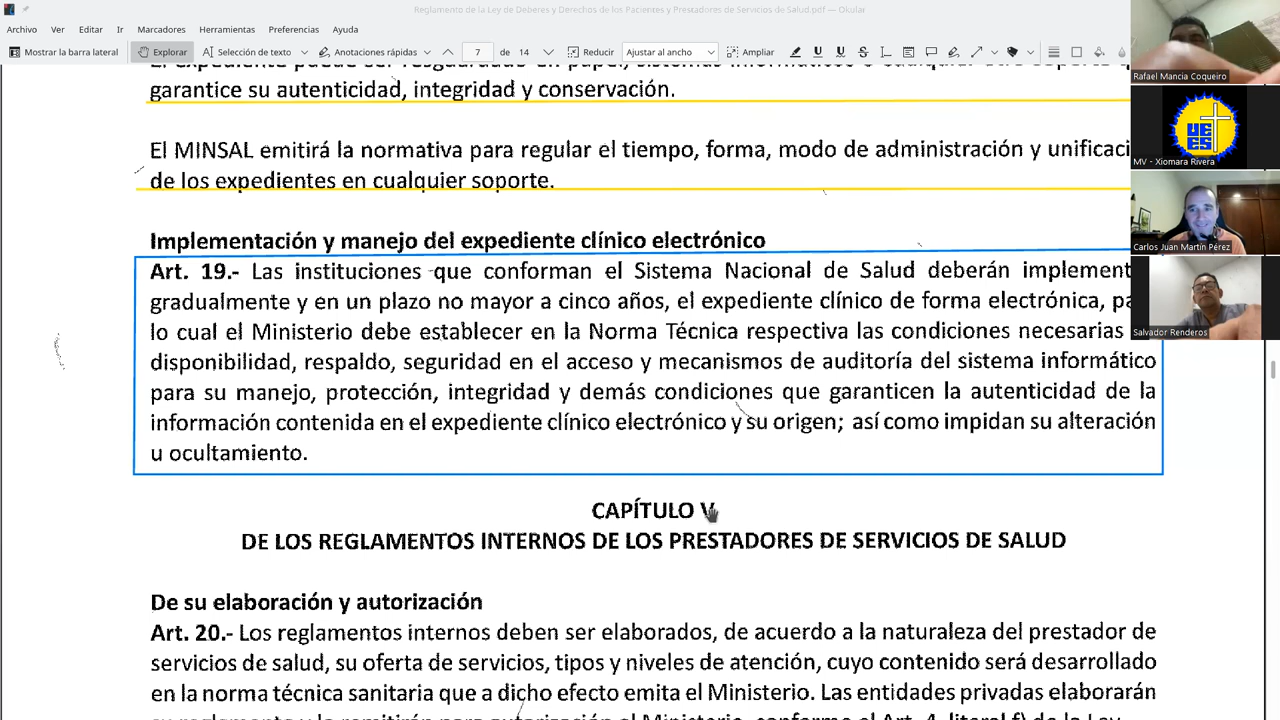 Reglamento de la Ley de Deberes y Derechos de los Pacientes y Prestadores de Servicios de Salud.pdf — Okular
Archivo Ver Editar Ir Marcadores Herramientas Preferencias Ayuda
Mostrar la barra lateral Explorar Selección de texto Anotaciones rápidas 7 de 14 Reducir Ajustar al ancho Ampliar
garantice su autenticidad, integridad y conservación.
El MINSAL emitirá la normativa para regular el tiempo, forma, modo de administración y unificaci
de los expedientes en cualquier soporte.
Implementación y manejo del expediente clínico electrónico
Art. 19.- Las instituciones que conforman el Sistema Nacional de Salud deberán implement
gradualmente y en un plazo no mayor a cinco años, el expediente clínico de forma electrónica, pa
lo cual el Ministerio debe establecer en la Norma Técnica respectiva las condiciones necesarias
disponibilidad, respaldo, seguridad en el acceso y mecanismos de auditoría del sistema informático
para su manejo, protección, integridad y demás condiciones que garanticen la autenticidad de la
información contenida en el expediente clínico electrónico y su origen; así como impidan su alteración
u ocultamiento.
CAPÍTULO V
DE LOS REGLAMENTOS INTERNOS DE LOS PRESTADORES DE SERVICIOS DE SALUD
De su elaboración y autorización
Art. 20.- Los reglamentos internos deben ser elaborados, de acuerdo a la naturaleza del prestador de
servicios de salud, su oferta de servicios, tipos y niveles de atención, cuyo contenido será desarrollado
en la norma técnica sanitaria que a dicho efecto emita el Ministerio. Las entidades privadas elaborarán
Rafael Mancia Coqueiro
UE
ES
MV - Xiomara Rivera
Carlos Juan Martín Pérez
Salvador Renderos